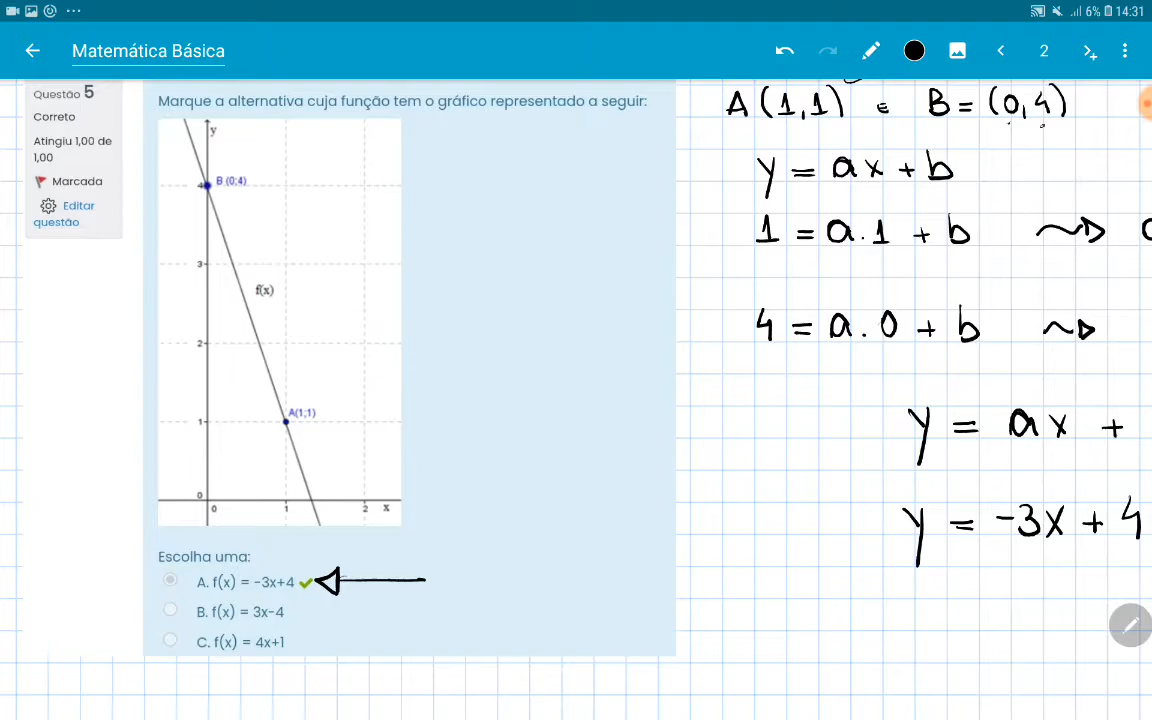 6% 14:31
Matemática Básica
2
Questão 5
Correto
Atingiu 1,00 de
1,00
Marcada
Editar
questão
Marque a alternativa cuja função tem o gráfico representado a seguir:
y
4
B (0;4)
3
f(x)
2
A(1;1)
1
0
0
1
2
x
Escolha uma:
A. f(x) = -3x+4
B. f(x) = 3x-4
C. f(x) = 4x+1
A (1,1) e B = (0,4)
y = ax + b
1 = a.1 + b
4 = a.0 + b
y = ax +
y = -3x + 4